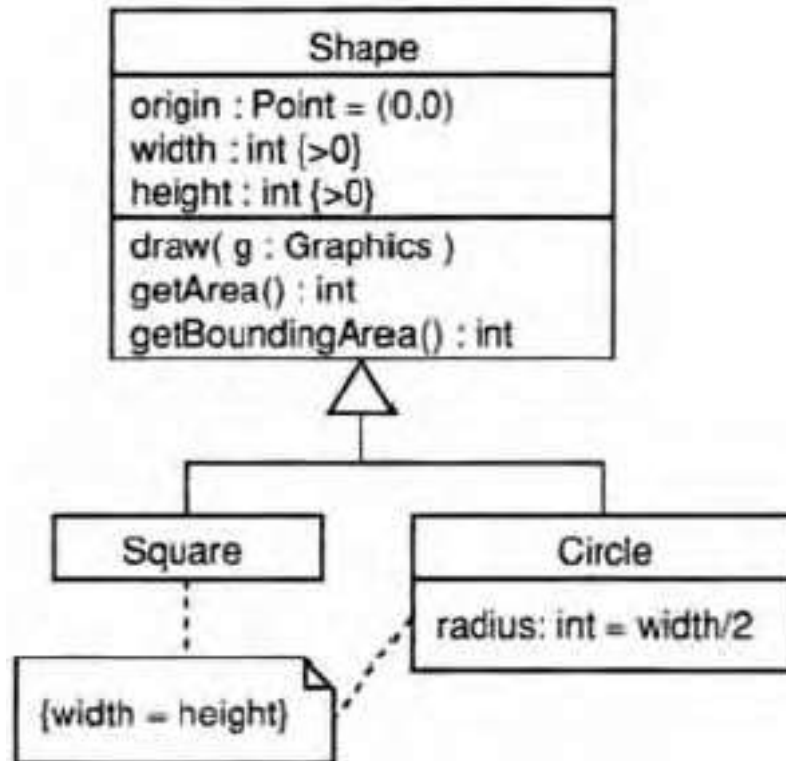 Shape
origin : Point = (0,0)
width : int {>0}
height : int {>0}
draw( g : Graphics )
getArea() : int
getBoundingArea() : int
Square
Circle
radius: int = width/2
{width = height}